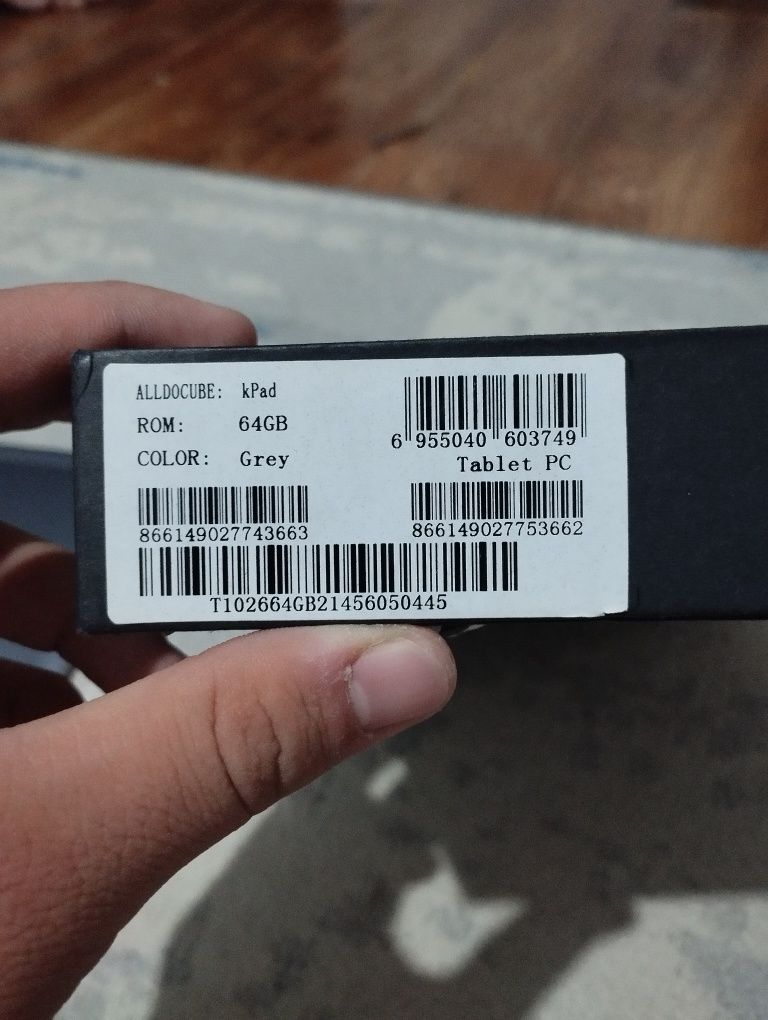 ALLDOCUBE: kPad
ROM: 64GB
COLOR: Grey
6 955040 603749
Tablet PC
866149027743663
866149027753662
T102664GB21456050445